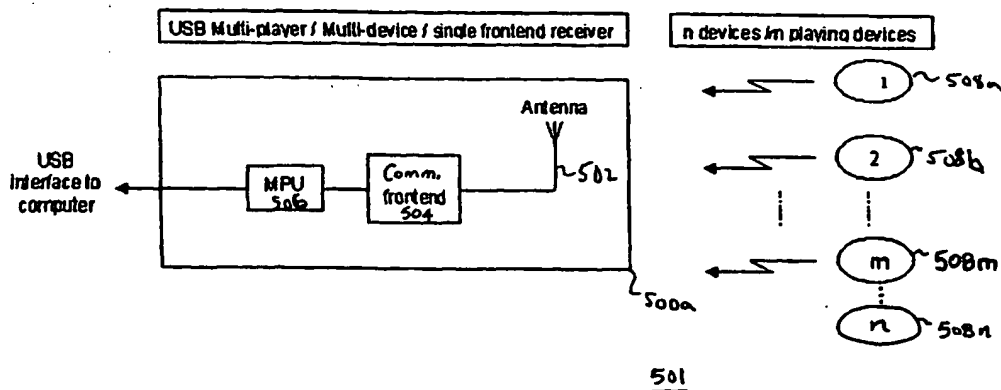 USB Multi-player / Multi-device / single frontend receiver
n devices /m playing devices
Antenna
502
USB
interface to
computer
MPU
506
Comm.
frontend
504
500a
1
508a
2
508b
m
508m
n
508n
501